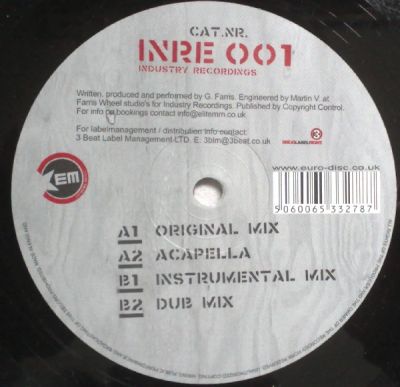 CAT.NR.
INRE 001
INDUSTRY RECORDINGS
Written, produced and performed by G. Farris. Engineered by Martin V. at
Farris Wheel studio's for Industry Recordings. Published by Copyright Control.
For info on bookings contact info@elitemm.co.uk
For labelmanagement / distribution info contact:
3 Beat Label Management LTD. E: 3blm@3beat.co.uk
3
EM
www.euro-disc.co.uk
5 060065 332787
A1 ORIGINAL MIX
A2 ACAPELLA
B1 INSTRUMENTAL MIX
B2 DUB MIX